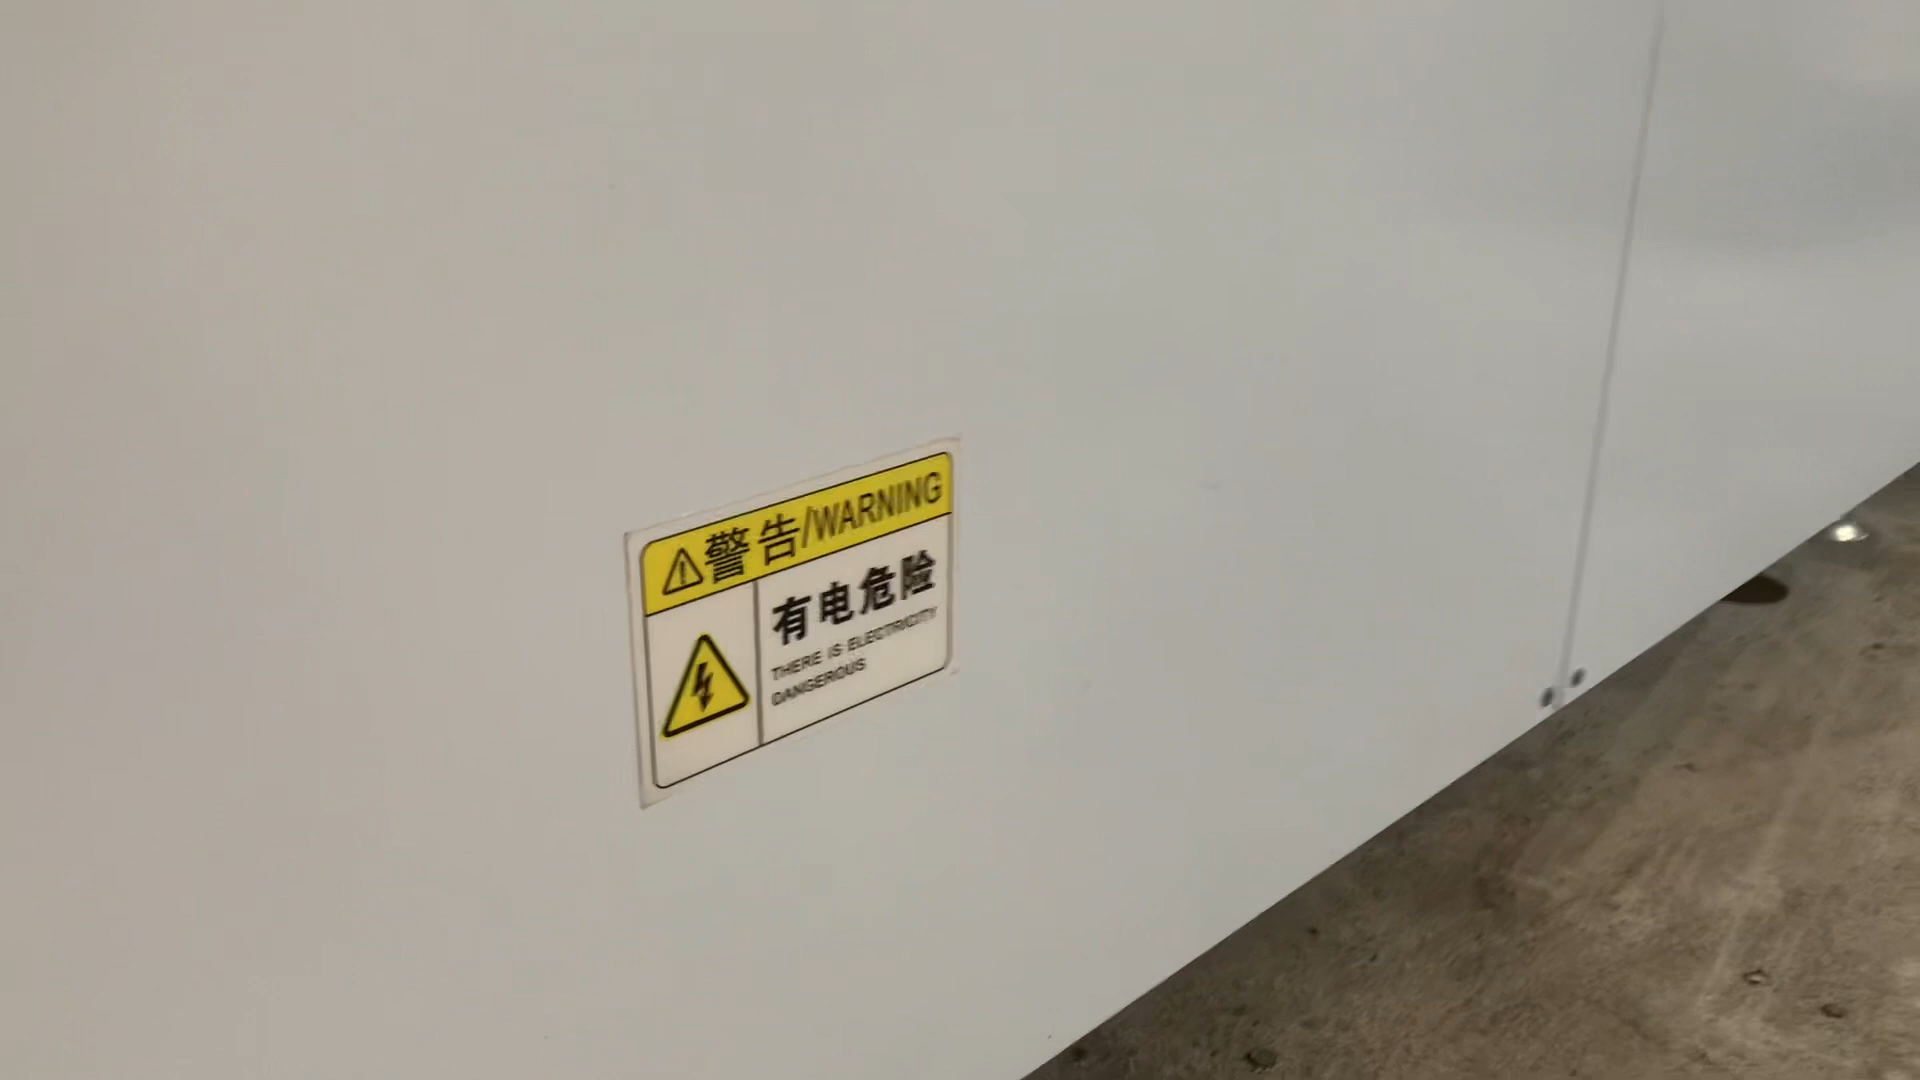 警告/WARNING
有电危险
THERE IS ELECTRICITY
DANGEROUS